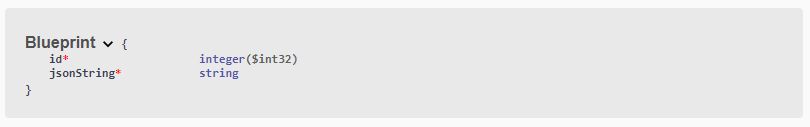 Blueprint {
id* integer($int32)
jsonString* string
}